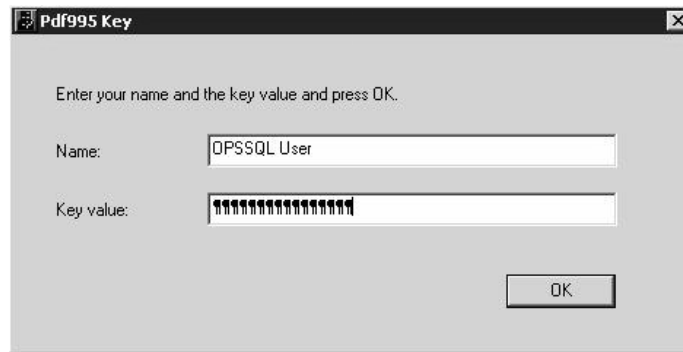 Pdf995 Key
Enter your name and the key value and press OK.
Name:
OPSSQL User
Key value:
¶¶¶¶¶¶¶¶¶¶¶¶¶¶¶¶
OK